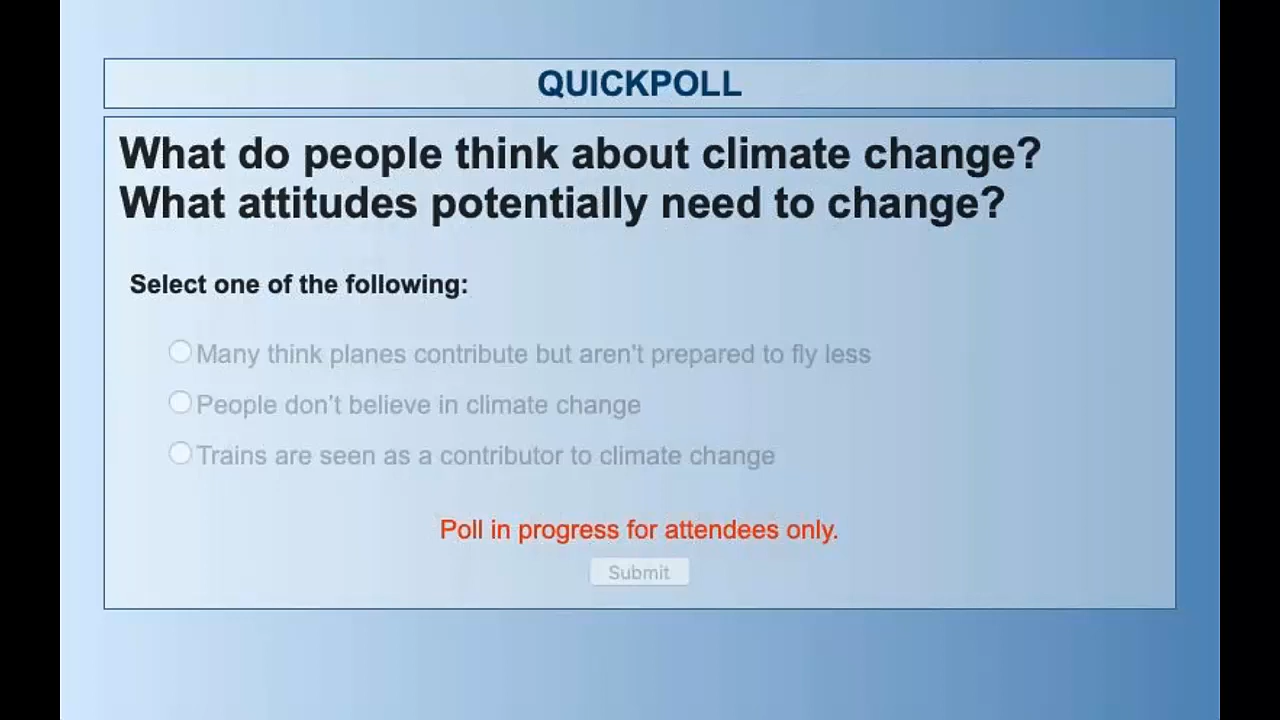 QUICKPOLL
What do people think about climate change?
What attitudes potentially need to change?
Select one of the following:
Many think planes contribute but aren't prepared to fly less
People don't believe in climate change
Trains are seen as a contributor to climate change
Poll in progress for attendees only.
Submit